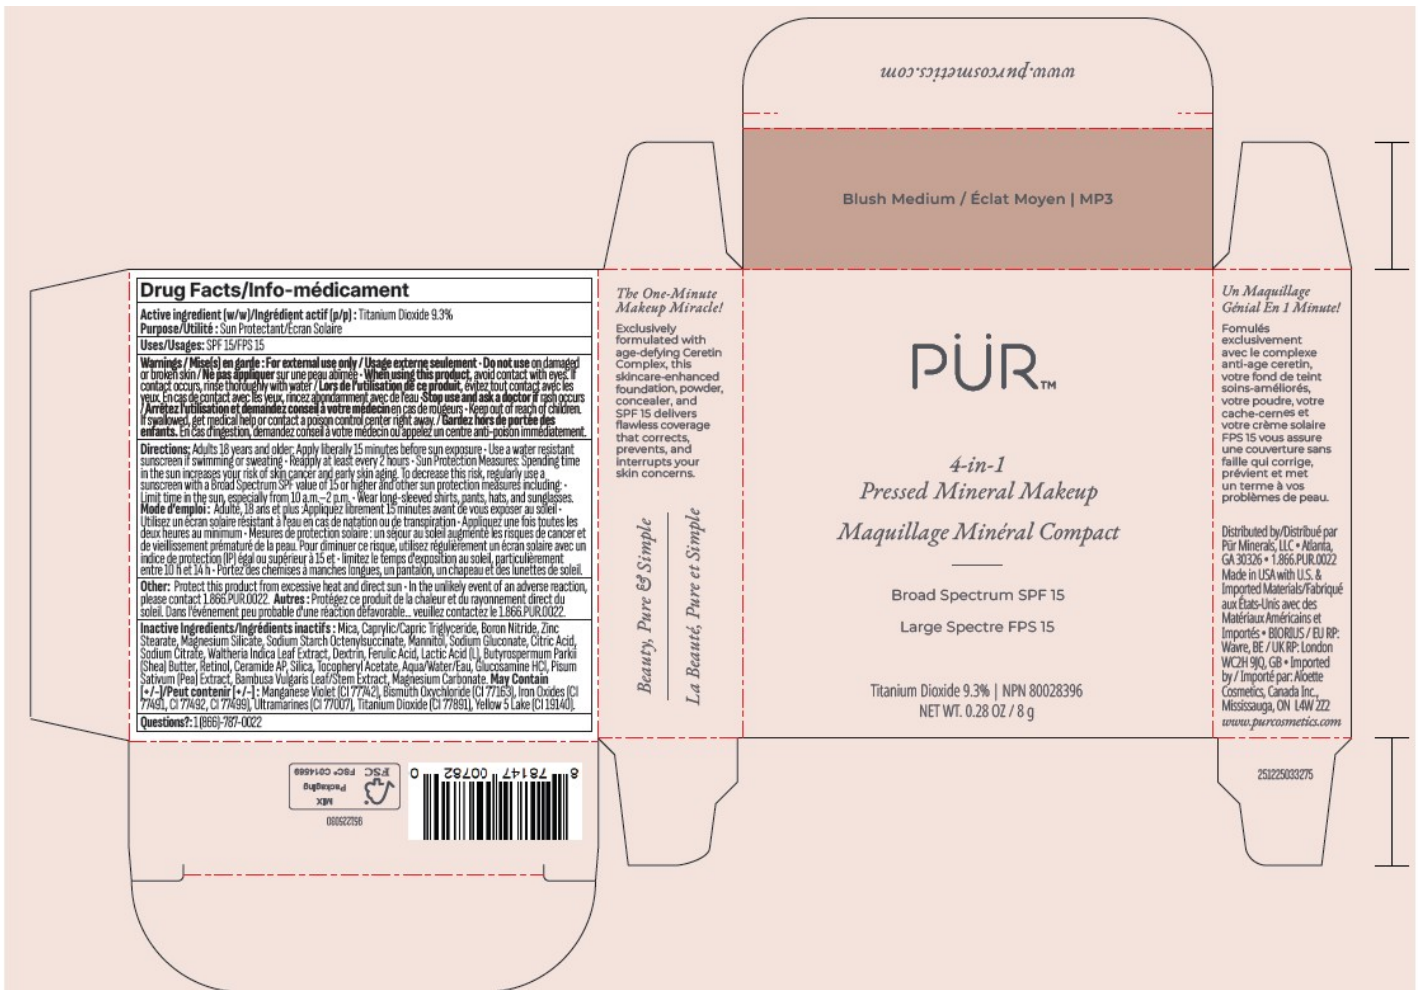 www.purcosmetics.com
Blush Medium / Éclat Moyen | MP3
Drug Facts/Info-médicament
Active ingredient (w/w)/Ingrédient actif (p/p) : Titanium Dioxide 9.3%
Purpose/Utilité : Sun Protectant/Écran Solaire
Uses/Usages: SPF 15/FPS 15
Warnings / Mise(s) en garde : For external use only / Usage externe seulement • Do not use on damaged
or broken skin / Ne pas appliquer sur une peau abîmée • When using this product, avoid contact with eyes. If
contact occurs, rinse thoroughly with water / Lors de l'utilisation de ce produit, évitez tout contact avec les
yeux. En cas de contact avec les yeux, rincez abondamment avec de l'eau •Stop use and ask a doctor if rash occurs
/ Arrêtez l'utilisation et demandez conseil à votre médecin en cas de rougeurs • Keep out of reach of children.
If swallowed, get medical help or contact a poison control center right away. / Gardez hors de portée des
enfants. En cas d'ingestion, demandez conseil à votre médecin ou appelez un centre anti-poison immédiatement.
Directions; Adults 18 years and older: Apply liberally 15 minutes before sun exposure • Use a water resistant
sunscreen if swimming or sweating • Reapply at least every 2 hours • Sun Protection Measures: Spending time
in the sun increases your risk of skin cancer and early skin aging. To decrease this risk, regularly use a
sunscreen with a Broad Spectrum SPF value of 15 or higher and other sun protection measures including: •
Limit time in the sun, especially from 10 a.m.–2 p.m. • Wear long-sleeved shirts, pants, hats, and sunglasses.
Mode d'emploi : Adulte, 18 ans et plus :Appliquez librement 15 minutes avant de vous exposer au soleil •
Utilisez un écran solaire résistant à l'eau en cas de natation ou de transpiration • Appliquez une fois toutes les
deux heures au minimum • Mesures de protection solaire : un séjour au soleil augmente les risques de cancer et
de vieillissement prématuré de la peau. Pour diminuer ce risque, utilisez régulièrement un écran solaire avec un
indice de protection (IP) égal ou supérieur à 15 et • limitez le temps d'exposition au soleil, particulièrement
entre 10 h et 14 h • Portez des chemises à manches longues, un pantalon, un chapeau et des lunettes de soleil.
Other: Protect this product from excessive heat and direct sun • In the unlikely event of an adverse reaction,
please contact 1.866.PUR.0022. Autres : Protégez ce produit de la chaleur et du rayonnement direct du
soleil. Dans l'événement peu probable d'une réaction défavorable... veuillez contactez le 1.866.PUR.0022.
Inactive Ingredients/Ingrédients inactifs : Mica, Caprylic/Capric Triglyceride, Boron Nitride, Zinc
Stearate, Magnesium Silicate, Sodium Starch Octenylsuccinate, Mannitol, Sodium Gluconate, Citric Acid,
Sodium Citrate, Waltheria Indica Leaf Extract, Dextrin, Ferulic Acid, Lactic Acid (L), Butyrospermum Parkii
(Shea) Butter, Retinol, Ceramide AP, Silica, Tocopheryl Acetate, Aqua/Water/Eau, Glucosamine HCl, Pisum
Sativum (Pea) Extract, Bambusa Vulgaris Leaf/Stem Extract, Magnesium Carbonate. May Contain
[+/-]/Peut contenir [+/-] : Manganese Violet (CI 77742), Bismuth Oxychloride (CI 77163), Iron Oxides (CI
77491, CI 77492, CI 77499), Ultramarines (CI 77007), Titanium Dioxide (CI 77891), Yellow 5 Lake (CI 19140).
Questions?: 1 (866)-787-0022
The One-Minute
Makeup Miracle!
Exclusively
formulated with
age-defying Ceretin
Complex, this
skincare-enhanced
foundation, powder,
concealer, and
SPF 15 delivers
flawless coverage
that corrects,
prevents, and
interrupts your
skin concerns.
Beauty, Pure & Simple
La Beauté, Pure et Simple
PÜR™
4-in-1
Pressed Mineral Makeup
Maquillage Minéral Compact
Broad Spectrum SPF 15
Large Spectre FPS 15
Titanium Dioxide 9.3% | NPN 80028396
NET WT. 0.28 OZ / 8 g
Un Maquillage
Génial En 1 Minute!
Fomulés
exclusivement
avec le complexe
anti-age ceretin,
votre fond de teint
soins-améliorés,
votre poudre, votre
cache-cernes et
votre crème solaire
FPS 15 vous assure
une couverture sans
faille qui corrige,
prévient et met
un terme à vos
problèmes de peau.
Distributed by/Distribué par
Pür Minerals, LLC • Atlanta,
GA 30326 • 1.866.PUR.0022
Made in USA with U.S. &
Imported Materials/Fabriqué
aux États-Unis avec des
Matériaux Américains et
Importés • BIORIUS / EU RP:
Wavre, BE / UK RP: London
WC2H 9JQ, GB • Imported
by / Importé par: Aloette
Cosmetics, Canada Inc.,
Mississauga, ON L4W 2Z2
www.purcosmetics.com
251225033275
8 78147 00782 0
MIX
Packaging
FSC
FSC® C014569